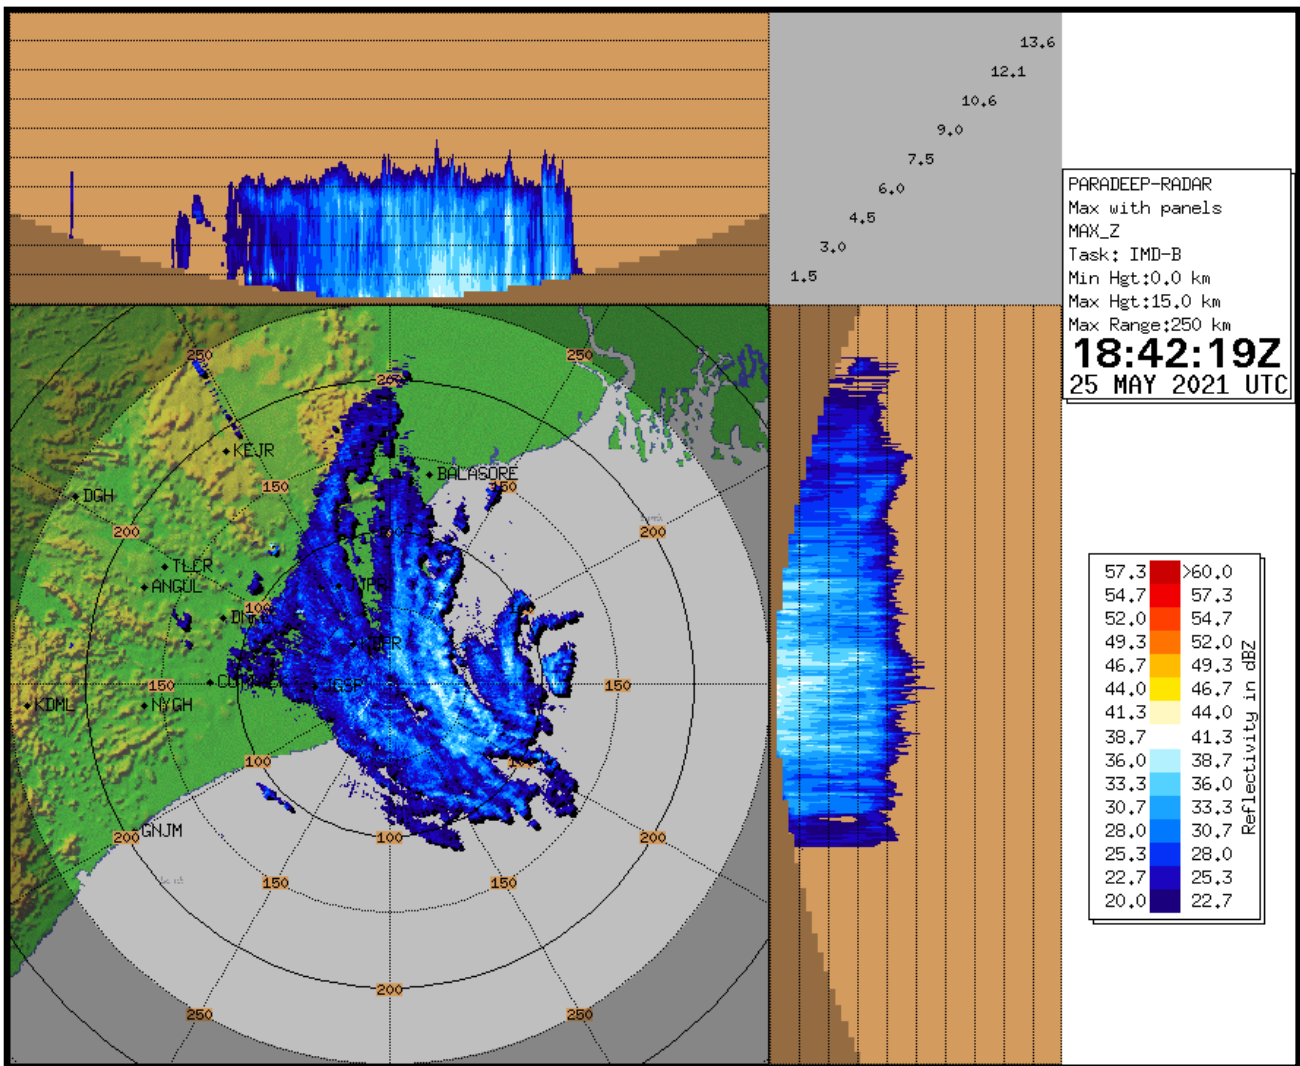 13.6
12.1
10.6
9.0
7.5
6.0
4.5
3.0
1.5
PARADEEP-RADAR
Max with panels
MAX_Z
Task: IMD-B
Min Hgt:0.0 km
Max Hgt:15.0 km
Max Range:250 km
18:42:19Z
25 MAY 2021 UTC
250
250
200
KEJR
BALASORE
150
150
DGH
200
200
TLCR
ANGUL
100
150
150
JGSP
KDML
NYGH
100
200
GNJM
100
200
150
150
200
250
250
57.3 >60.0
54.7 57.3
52.0 54.7
49.3 52.0
46.7 49.3
44.0 46.7
41.3 44.0
38.7 41.3
36.0 38.7
33.3 36.0
30.7 33.3
28.0 30.7
25.3 28.0
22.7 25.3
20.0 22.7
Reflectivity in dBZ